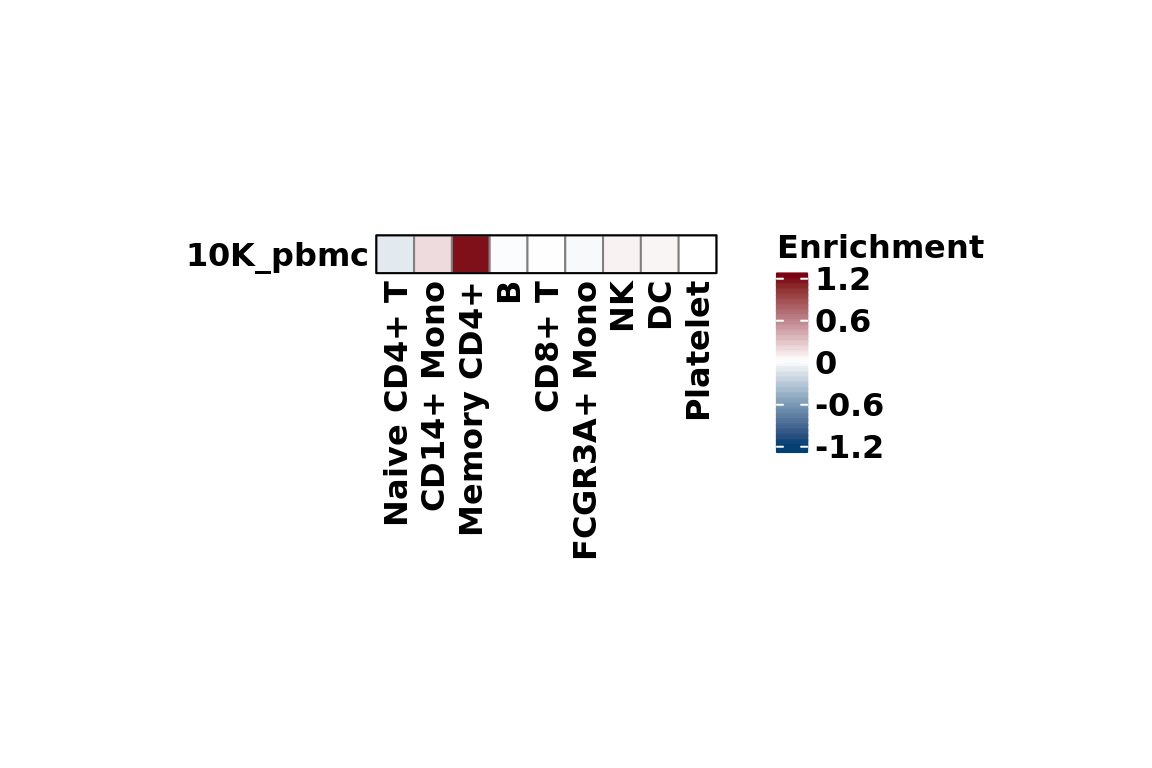 10K_pbmc
Naive CD4+ T
CD14+ Mono
Memory CD4+
B
CD8+ T
FCGR3A+ Mono
NK
DC
Platelet
Enrichment
1.2
0.6
0
-0.6
-1.2